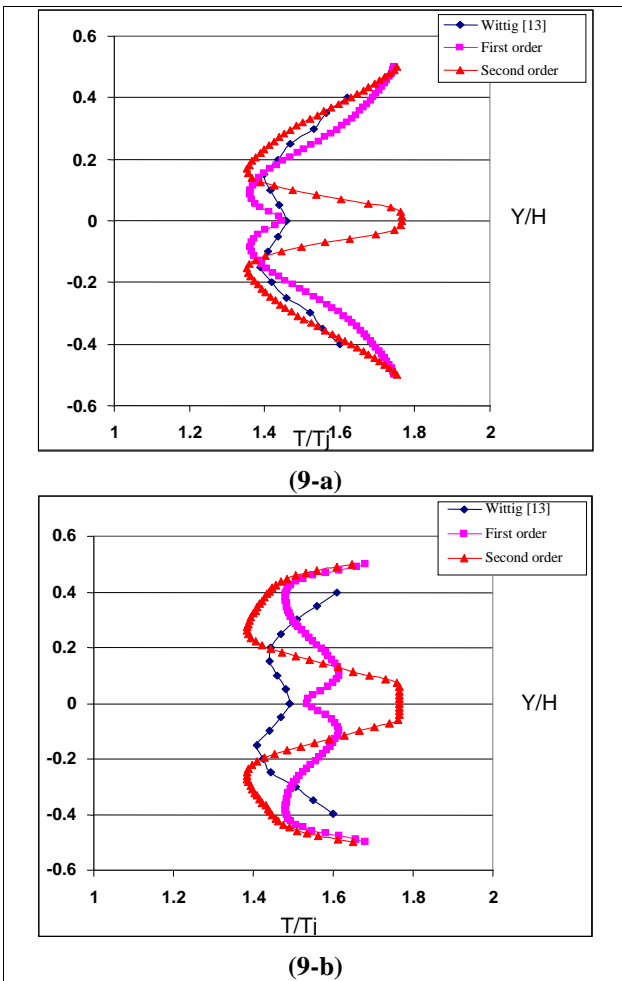 0.6
0.4
0.2
0
-0.2
-0.4
-0.6
1 1.2 1.4 1.6 1.8 2
T/Tj
Y/H
Wittig [13]
First order
Second order
(9-a)
0.6
0.4
0.2
0
-0.2
-0.4
-0.6
1 1.2 1.4 1.6 1.8 2
T/Tj
Y/H
Wittig [13]
First order
Second order
(9-b)